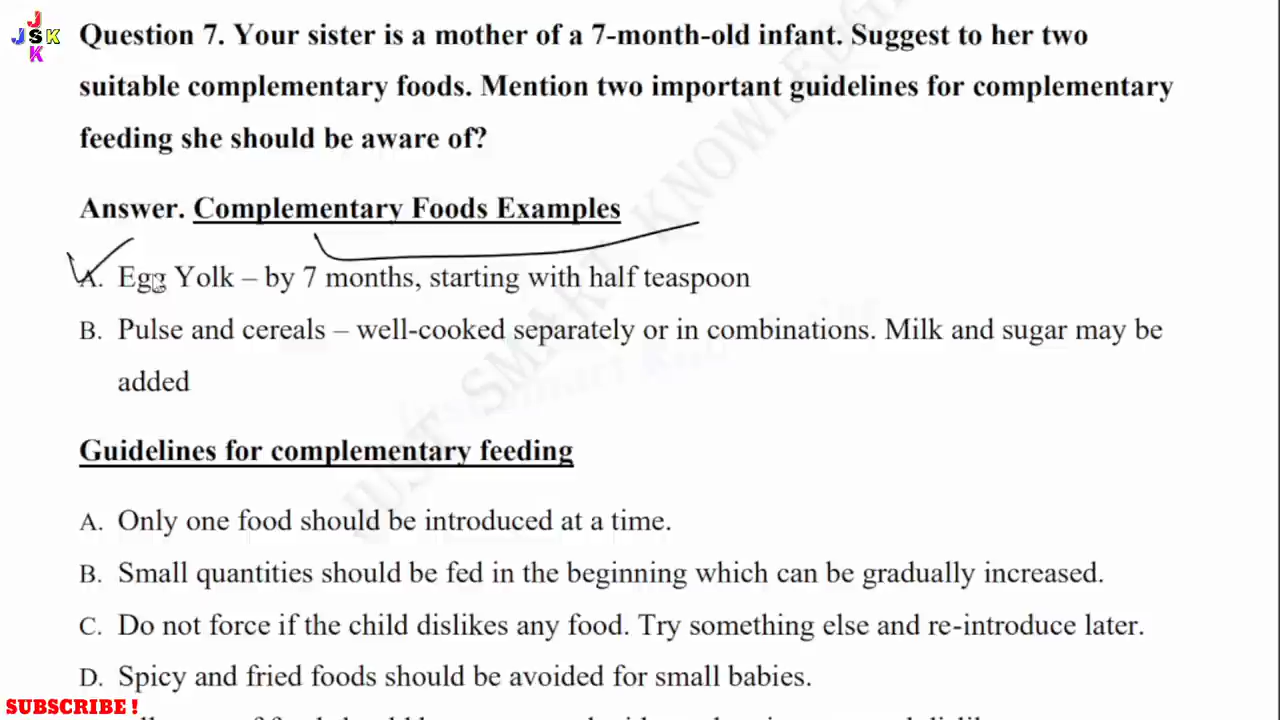 J
JSK
K
Question 7. Your sister is a mother of a 7-month-old infant. Suggest to her two
suitable complementary foods. Mention two important guidelines for complementary
feeding she should be aware of?
Answer. Complementary Foods Examples
A. Egg Yolk – by 7 months, starting with half teaspoon
B. Pulse and cereals – well-cooked separately or in combinations. Milk and sugar may be
added
Guidelines for complementary feeding
A. Only one food should be introduced at a time.
B. Small quantities should be fed in the beginning which can be gradually increased.
C. Do not force if the child dislikes any food. Try something else and re-introduce later.
D. Spicy and fried foods should be avoided for small babies.
SUBSCRIBE !
JUST SMART KNOWLEDGE